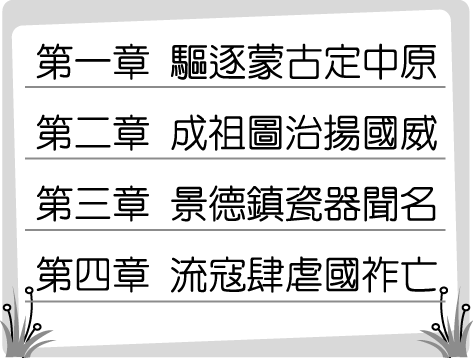 第一章 驅逐蒙古定中原
第二章 成祖圖治揚國威
第三章 景德鎮瓷器聞名
第四章 流寇肆虐國祚亡